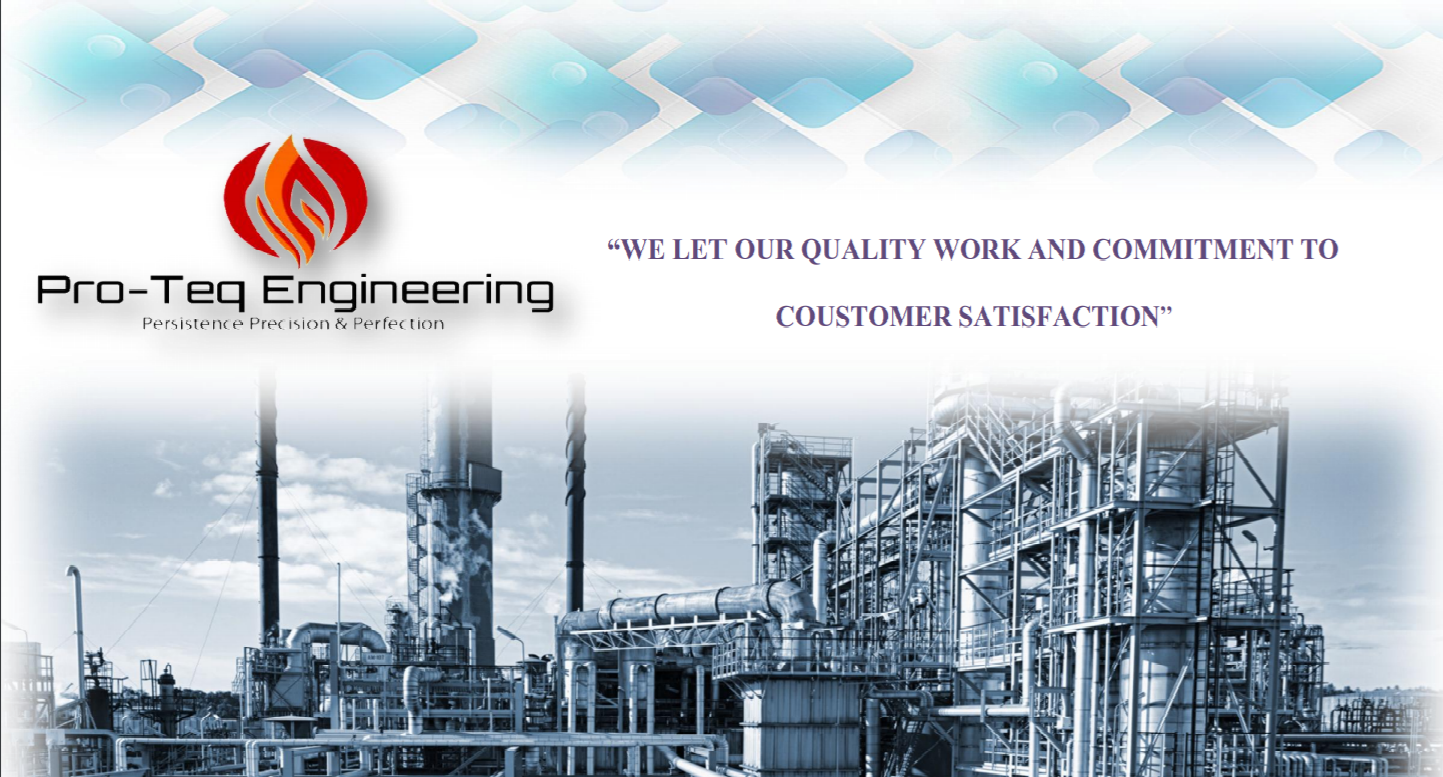 Pro-Teq Engineering
Persistence Precision & Perfection
“WE LET OUR QUALITY WORK AND COMMITMENT TO
COUSTOMER SATISFACTION”